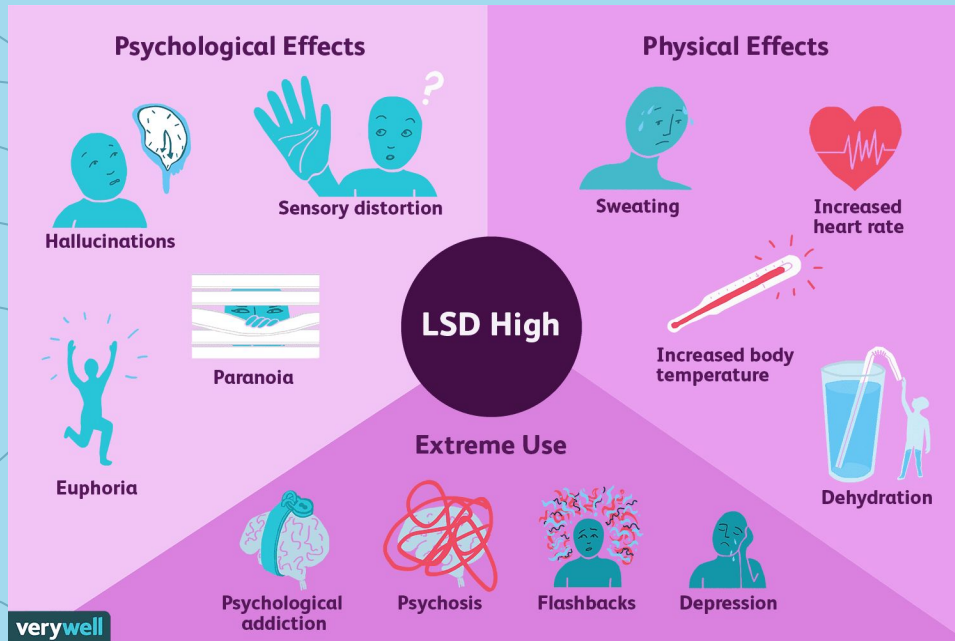 Psychological Effects
Hallucinations
?
Sensory distortion
Paranoia
Euphoria
Physical Effects
Sweating
Increased
heart rate
Increased body
temperature
Dehydration
LSD High
Extreme Use
Psychological
addiction
Psychosis
Flashbacks
Depression
verywell